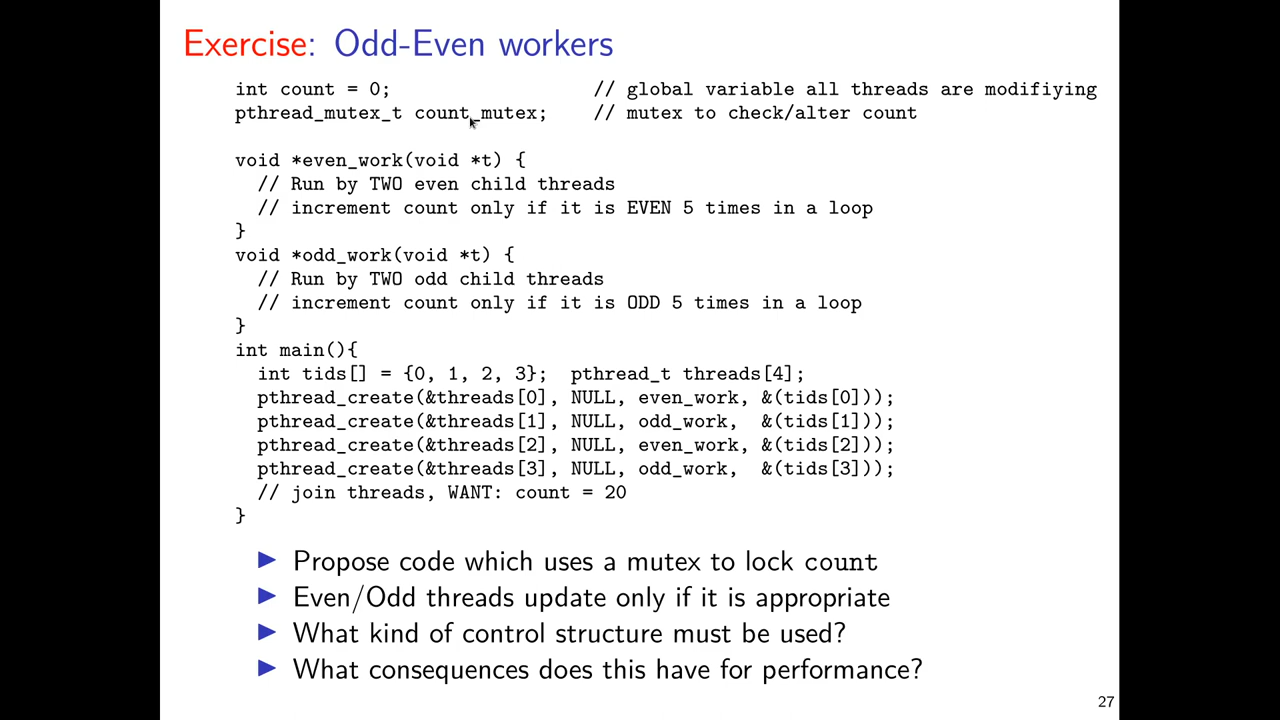 Exercise: Odd-Even workers
int count = 0; // global variable all threads are modifiying
pthread_mutex_t count_mutex; // mutex to check/alter count
void *even_work(void *t) {
// Run by TWO even child threads
// increment count only if it is EVEN 5 times in a loop
}
void *odd_work(void *t) {
// Run by TWO odd child threads
// increment count only if it is ODD 5 times in a loop
}
int main(){
int tids[] = {0, 1, 2, 3}; pthread_t threads[4];
pthread_create(&threads[0], NULL, even_work, &(tids[0]));
pthread_create(&threads[1], NULL, odd_work, &(tids[1]));
pthread_create(&threads[2], NULL, even_work, &(tids[2]));
pthread_create(&threads[3], NULL, odd_work, &(tids[3]));
// join threads, WANT: count = 20
}
Propose code which uses a mutex to lock count
Even/Odd threads update only if it is appropriate
What kind of control structure must be used?
What consequences does this have for performance?
27